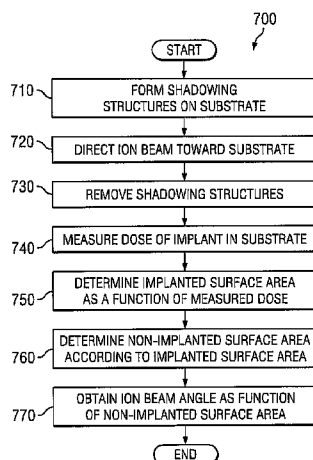 700
START
710
FORM SHADOWING
STRUCTURES ON SUBSTRATE
720
DIRECT ION BEAM TOWARD SUBSTRATE
730
REMOVE SHADOWING STRUCTURES
740
MEASURE DOSE OF IMPLANT IN SUBSTRATE
750
DETERMINE IMPLANTED SURFACE AREA
AS A FUNCTION OF MEASURED DOSE
760
DETERMINE NON-IMPLANTED SURFACE AREA
ACCORDING TO IMPLANTED SURFACE AREA
770
OBTAIN ION BEAM ANGLE AS FUNCTION
OF NON-IMPLANTED SURFACE AREA
END